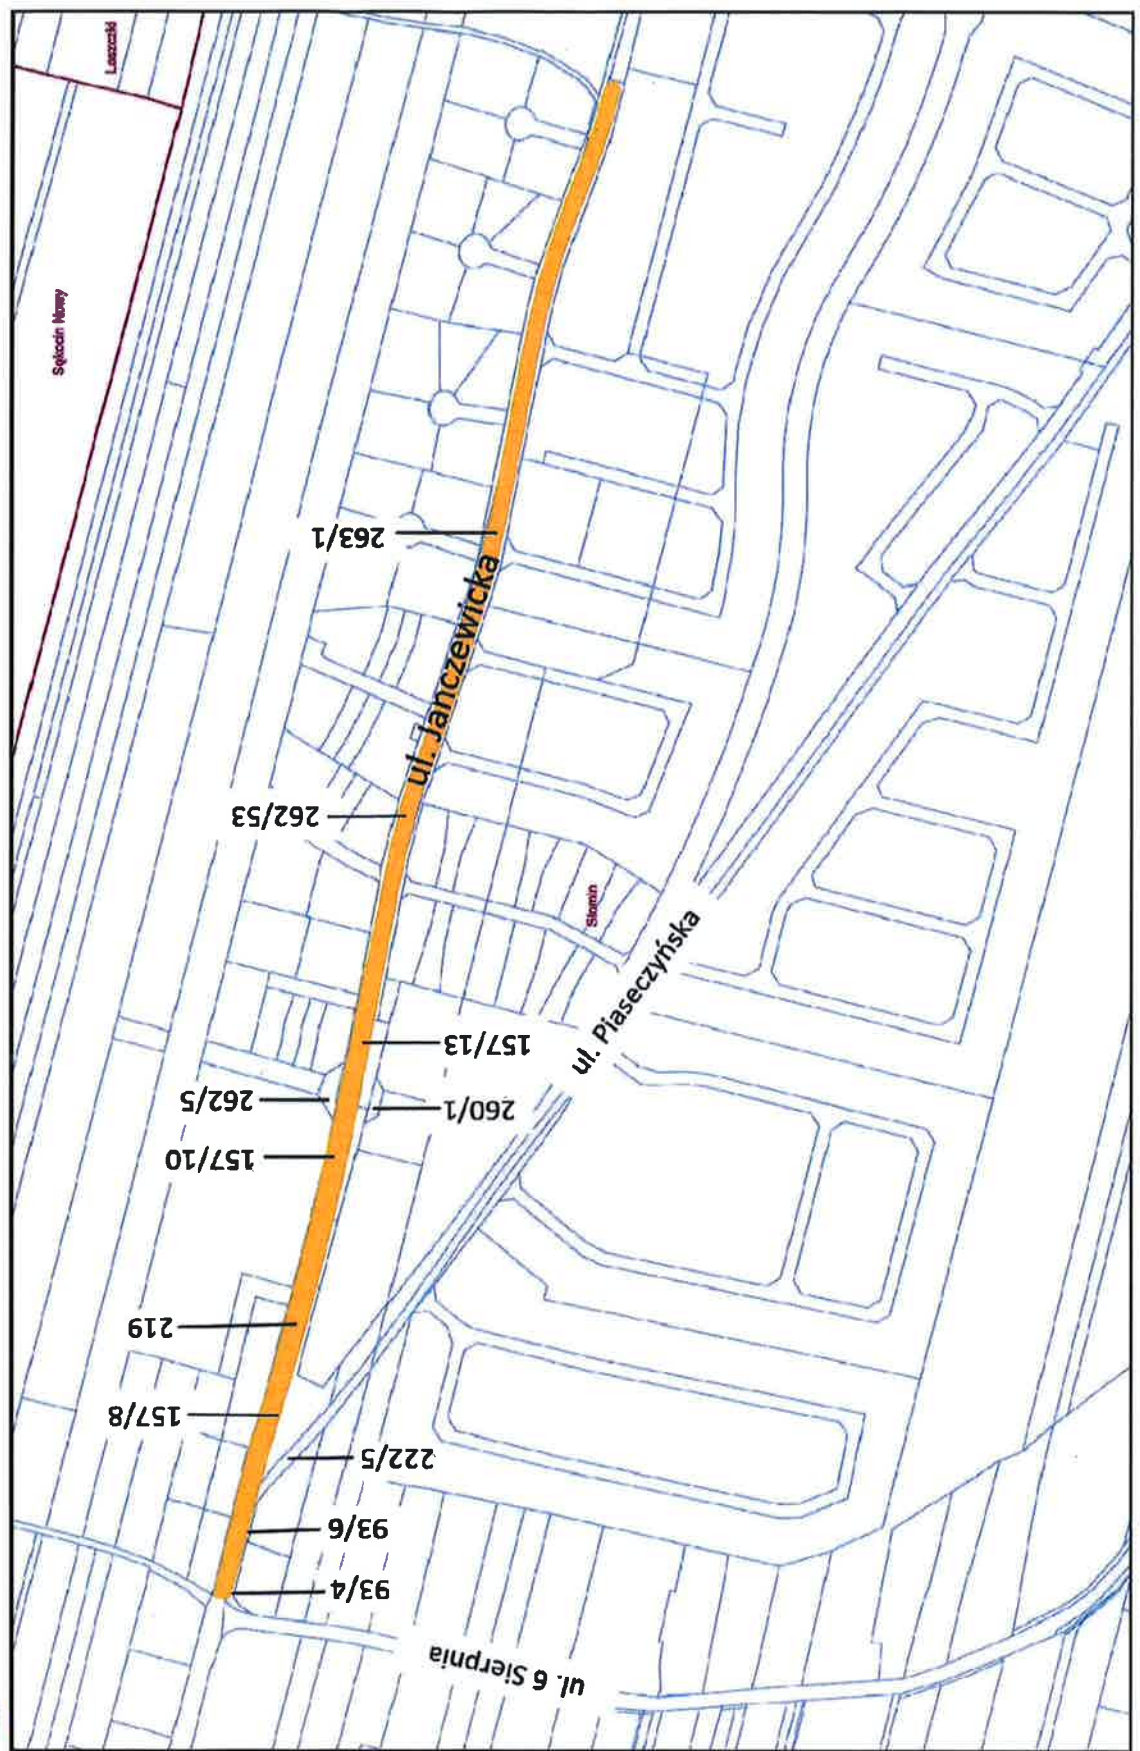 Łaszczki
Sękocin Nowy
263/1
ul. Janczewicka
262/53
Słomin
ul. Piaseczyńska
157/13
262/5
260/1
157/10
219
157/8
222/5
93/6
93/4
ul. 6 Sierpnia